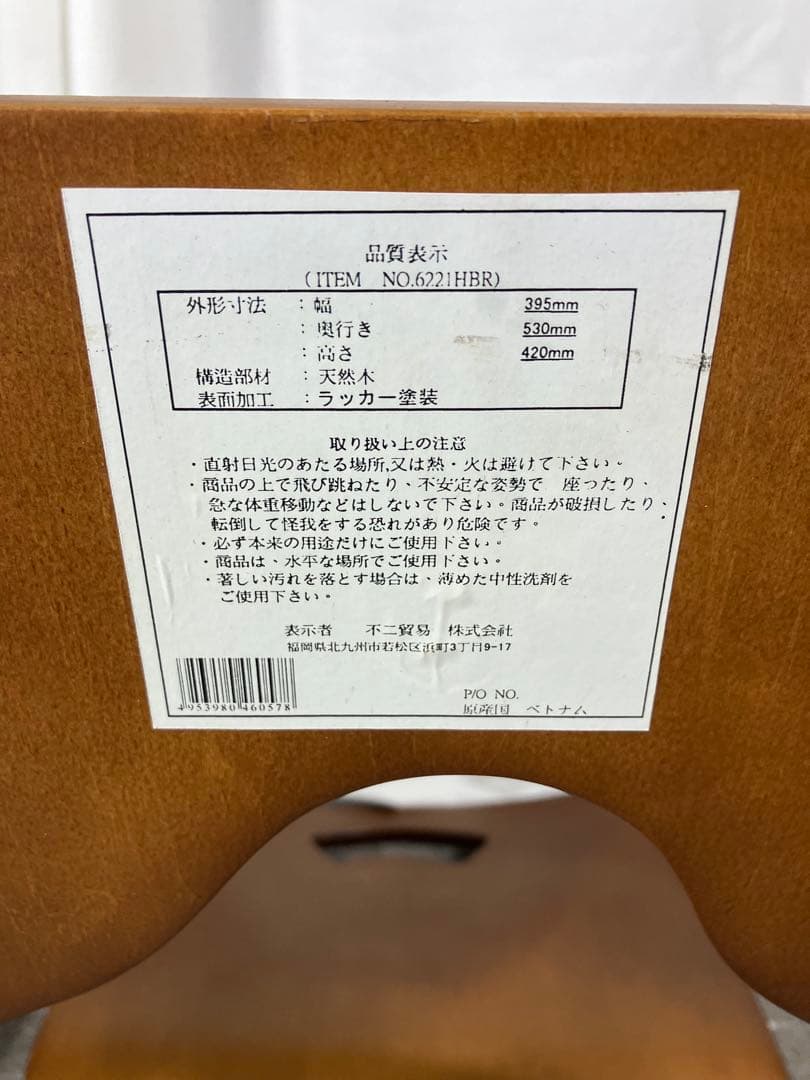 品質表示
(ITEM NO.6221HBR)
外形寸法 ：幅 395mm
：奥行き 530mm
：高さ 420mm
構造部材 ：天然木
表面加工 ：ラッカー塗装
取り扱い上の注意
・直射日光のあたる場所,又は熱・火は避けて下さい。
・商品の上で飛び跳ねたり、不安定な姿勢で 座ったり、
急な体重移動などはしないで下さい。商品が破損したり、
転倒して怪我をする恐れがあり危険です。
・必ず本来の用途だけにご使用下さい。
・商品は、水平な場所でご使用下さい。
・著しい汚れを落とす場合は、薄めた中性洗剤を
ご使用下さい。
表示者 不二貿易 株式会社
福岡県北九州市若松区浜町3丁目9-17
4953980 460578
P/O NO.
原産国 ベトナム